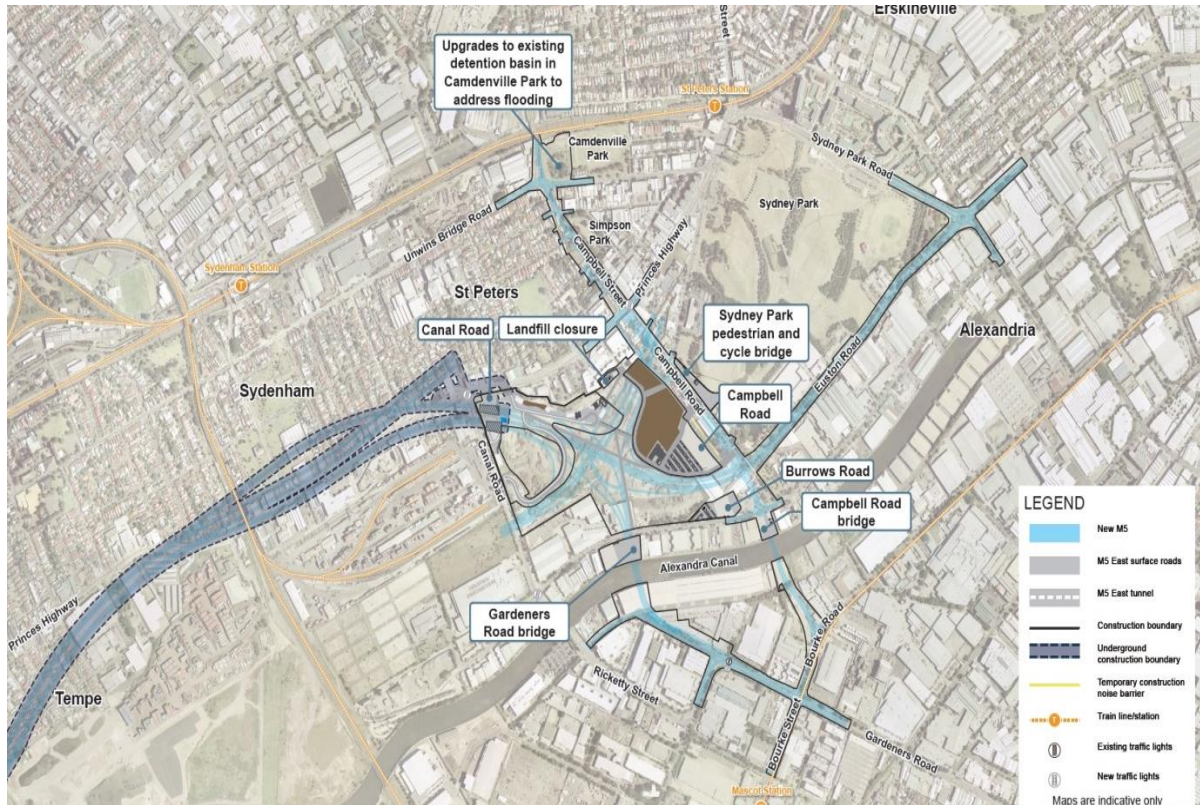 Erskineville
Street
Upgrades to existing
detention basin in
Camdenville Park to
address flooding
St Peters Station
T
Camdenville
Park
Sydney Park Road
Sydney Park
Unwins Bridge Road
Simpson
Park
Sydenham Station
T
Campbell Street
Princes Highway
St Peters
Canal Road
Landfill closure
Sydney Park
pedestrian and
cycle bridge
Alexandria
Euston Road
Sydenham
Campbell Road
Campbell
Road
Canal Road
Burrows Road
Campbell Road
bridge
Alexandra Canal
Gardeners
Road bridge
Princes Highway
Tempe
Ricketty Street
Bourke Road
Bourke Street
Gardeners Road
Mascot Station
T
LEGEND
New M5
M5 East surface roads
M5 East tunnel
Construction boundary
Underground
construction boundary
Temporary construction
noise barrier
T
Train line/station
Existing traffic lights
New traffic lights
Maps are indicative only